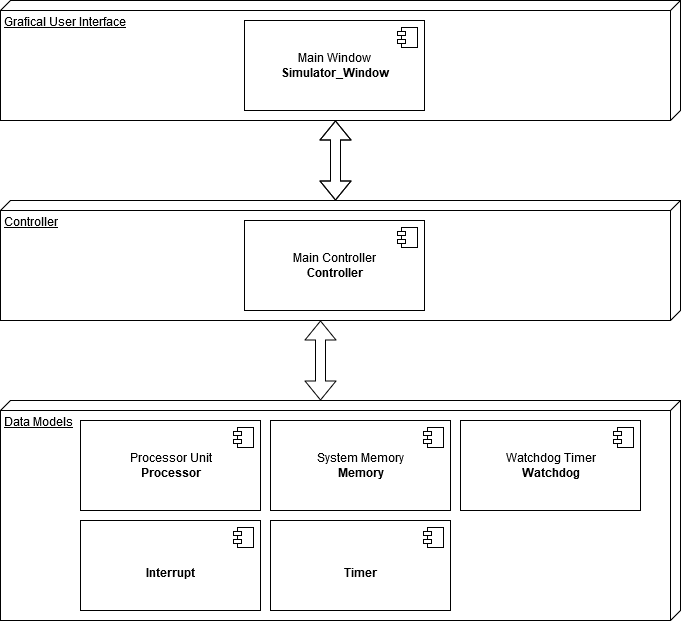 Grafical User Interface
Main Window
Simulator_Window
Controller
Main Controller
Controller
Data Models
Processor Unit
Processor
System Memory
Memory
Watchdog Timer
Watchdog
Interrupt
Timer